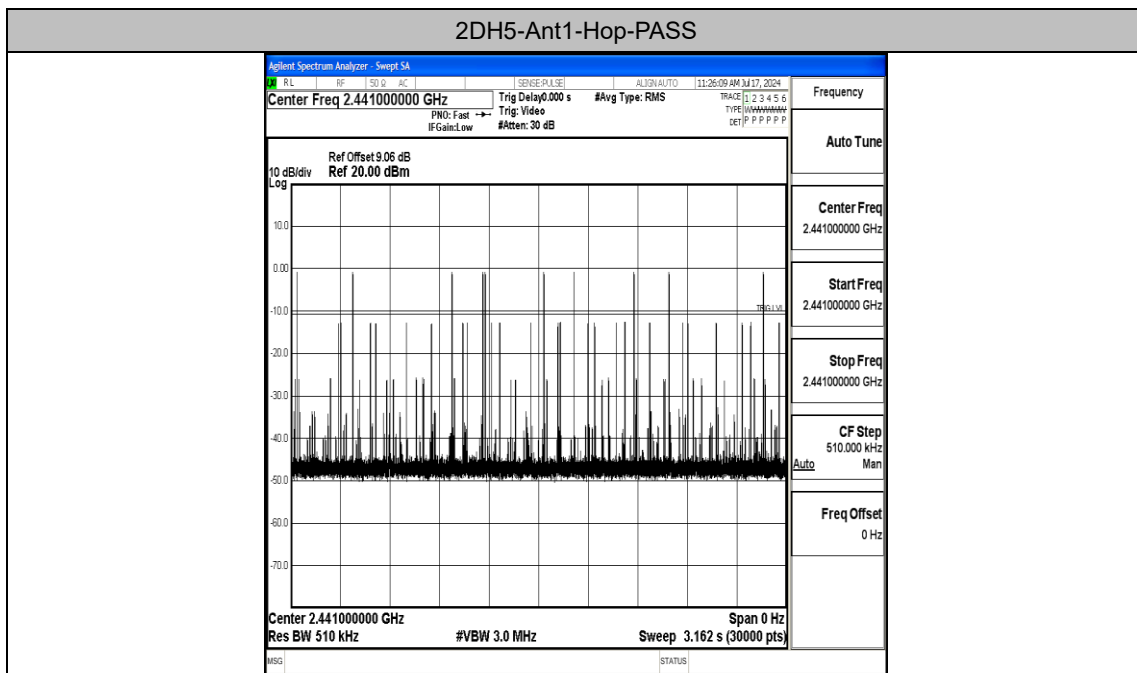 2DH5-Ant1-Hop-PASS
Agilent Spectrum Analyzer - Swept SA
RL RF 50 Ω AC SENSE:PULSE ALIGN AUTO 11:26:09 AM Jul 17, 2024
Center Freq 2.441000000 GHz
PNO: Fast
IFGain:Low
Trig Delay0.000 s
Trig: Video
#Atten: 30 dB
#Avg Type: RMS
TRACE 1 2 3 4 5 6
TYPE
DET P P P P P P
Frequency
Auto Tune
Ref Offset 9.06 dB
10 dB/div Ref 20.00 dBm
Log
10.0
0.00
-10.0
-20.0
-30.0
-40.0
-50.0
-60.0
-70.0
TRIG LVL
Center Freq
2.441000000 GHz
Start Freq
2.441000000 GHz
Stop Freq
2.441000000 GHz
CF Step
510.000 kHz
Auto Man
Freq Offset
0 Hz
Center 2.441000000 GHz Span 0 Hz
Res BW 510 kHz #VBW 3.0 MHz Sweep 3.162 s (30000 pts)
MSG STATUS